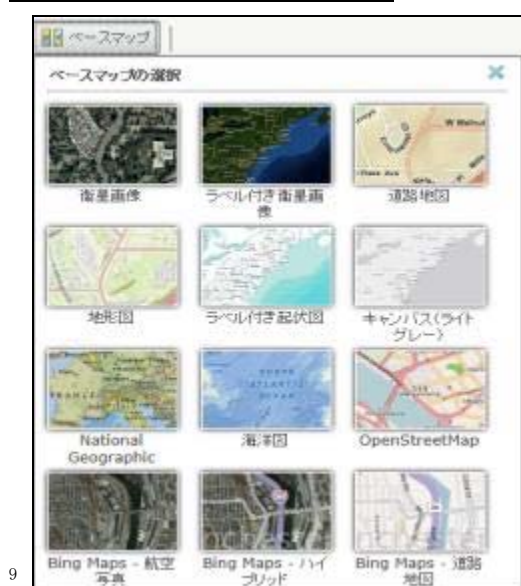 ベースマップ
ベースマップの選択
衛星画像
ラベル付き衛星画
像
道路地図
地形図
ラベル付き起伏図
キャンバス(ライト
グレー)
National
Geographic
海洋図
OpenStreetMap
Bing Maps - 航空
写真
Bing Maps - ハイ
ブリッド
Bing Maps - 道路
地図
9